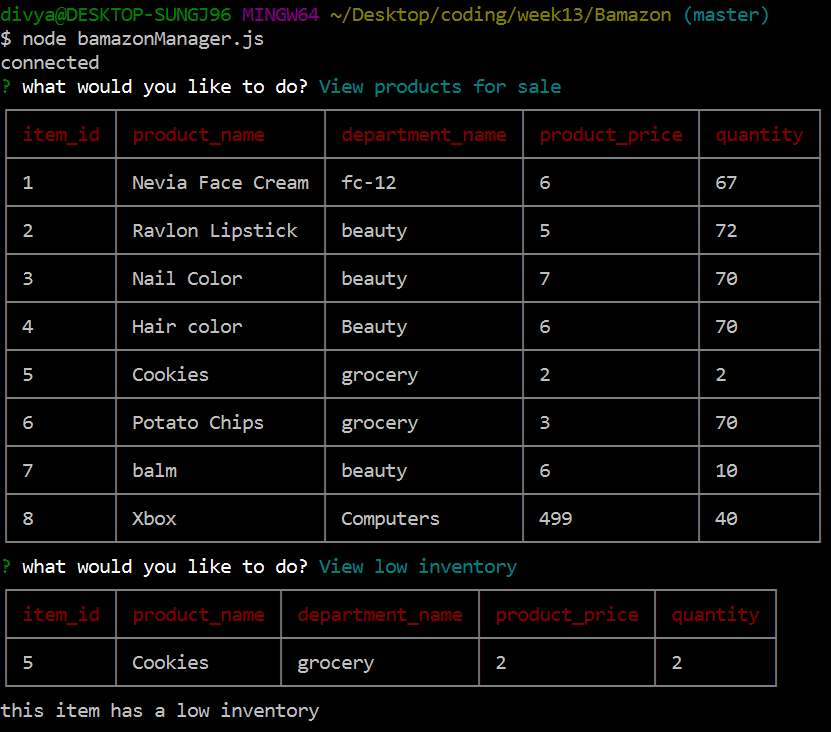 divya@DESKTOP-SUNGJ96 MINGW64 ~/Desktop/coding/week13/Bamazon (master)
$ node bamazonManager.js
connected
? what would you like to do? View products for sale
item_id product_name department_name product_price quantity
1 Nevia Face Cream fc-12 6 67
2 Ravlon Lipstick beauty 5 72
3 Nail Color beauty 7 70
4 Hair color Beauty 6 70
5 Cookies grocery 2 2
6 Potato Chips grocery 3 70
7 balm beauty 6 10
8 Xbox Computers 499 40
? what would you like to do? View low inventory
item_id product_name department_name product_price quantity
5 Cookies grocery 2 2
this item has a low inventory